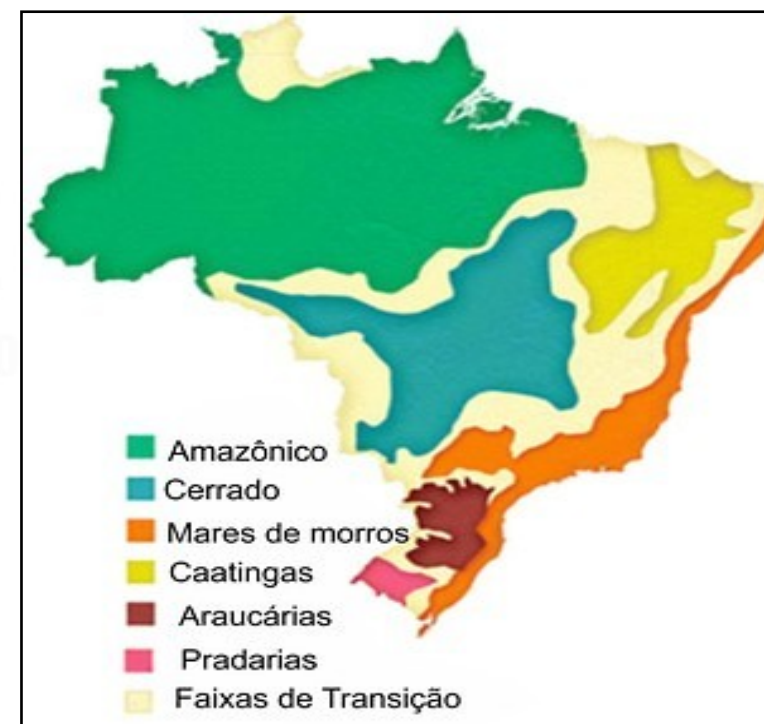 Amazônico
Cerrado
Mares de morros
Caatingas
Araucárias
Pradarias
Faixas de Transição